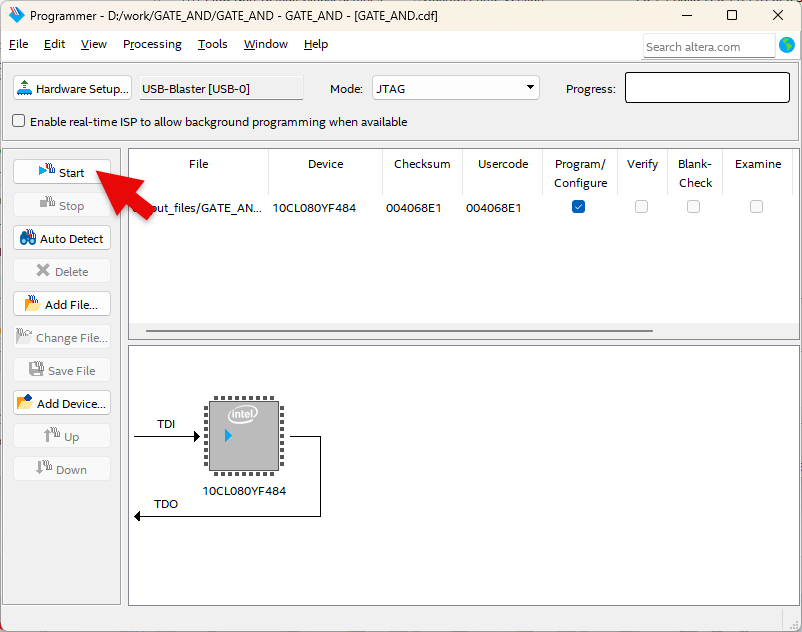 Programmer - D:/work/GATE_AND/GATE_AND - GATE_AND - [GATE_AND.cdf]
File Edit View Processing Tools Window Help
Search altera.com
Hardware Setup... USB-Blaster [USB-0] Mode: JTAG Progress:
Enable real-time ISP to allow background programming when available
Start
Stop
Auto Detect
Delete
Add File...
Change File...
Save File
Add Device...
Up
Down
File Device Checksum Usercode Program/ Verify Blank- Examine
Configure Check
put_files/GATE_AN... 10CL080YF484 004068E1 004068E1
intel
TDI
10CL080YF484
TDO